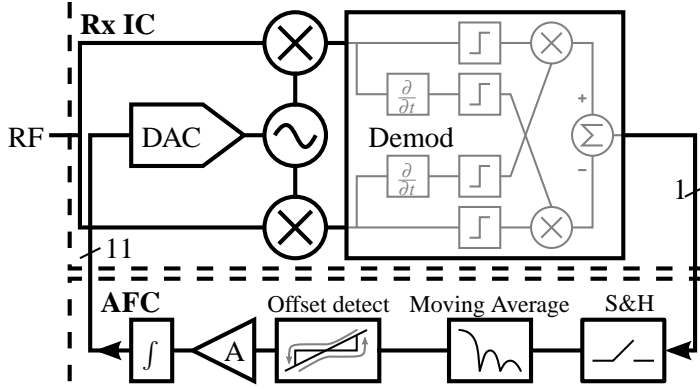 Rx IC
∂
∂t
+
RF
DAC
Demod
Σ
∂
∂t
−
1
11
AFC
Offset detect
Moving Average
S&H
∫
A